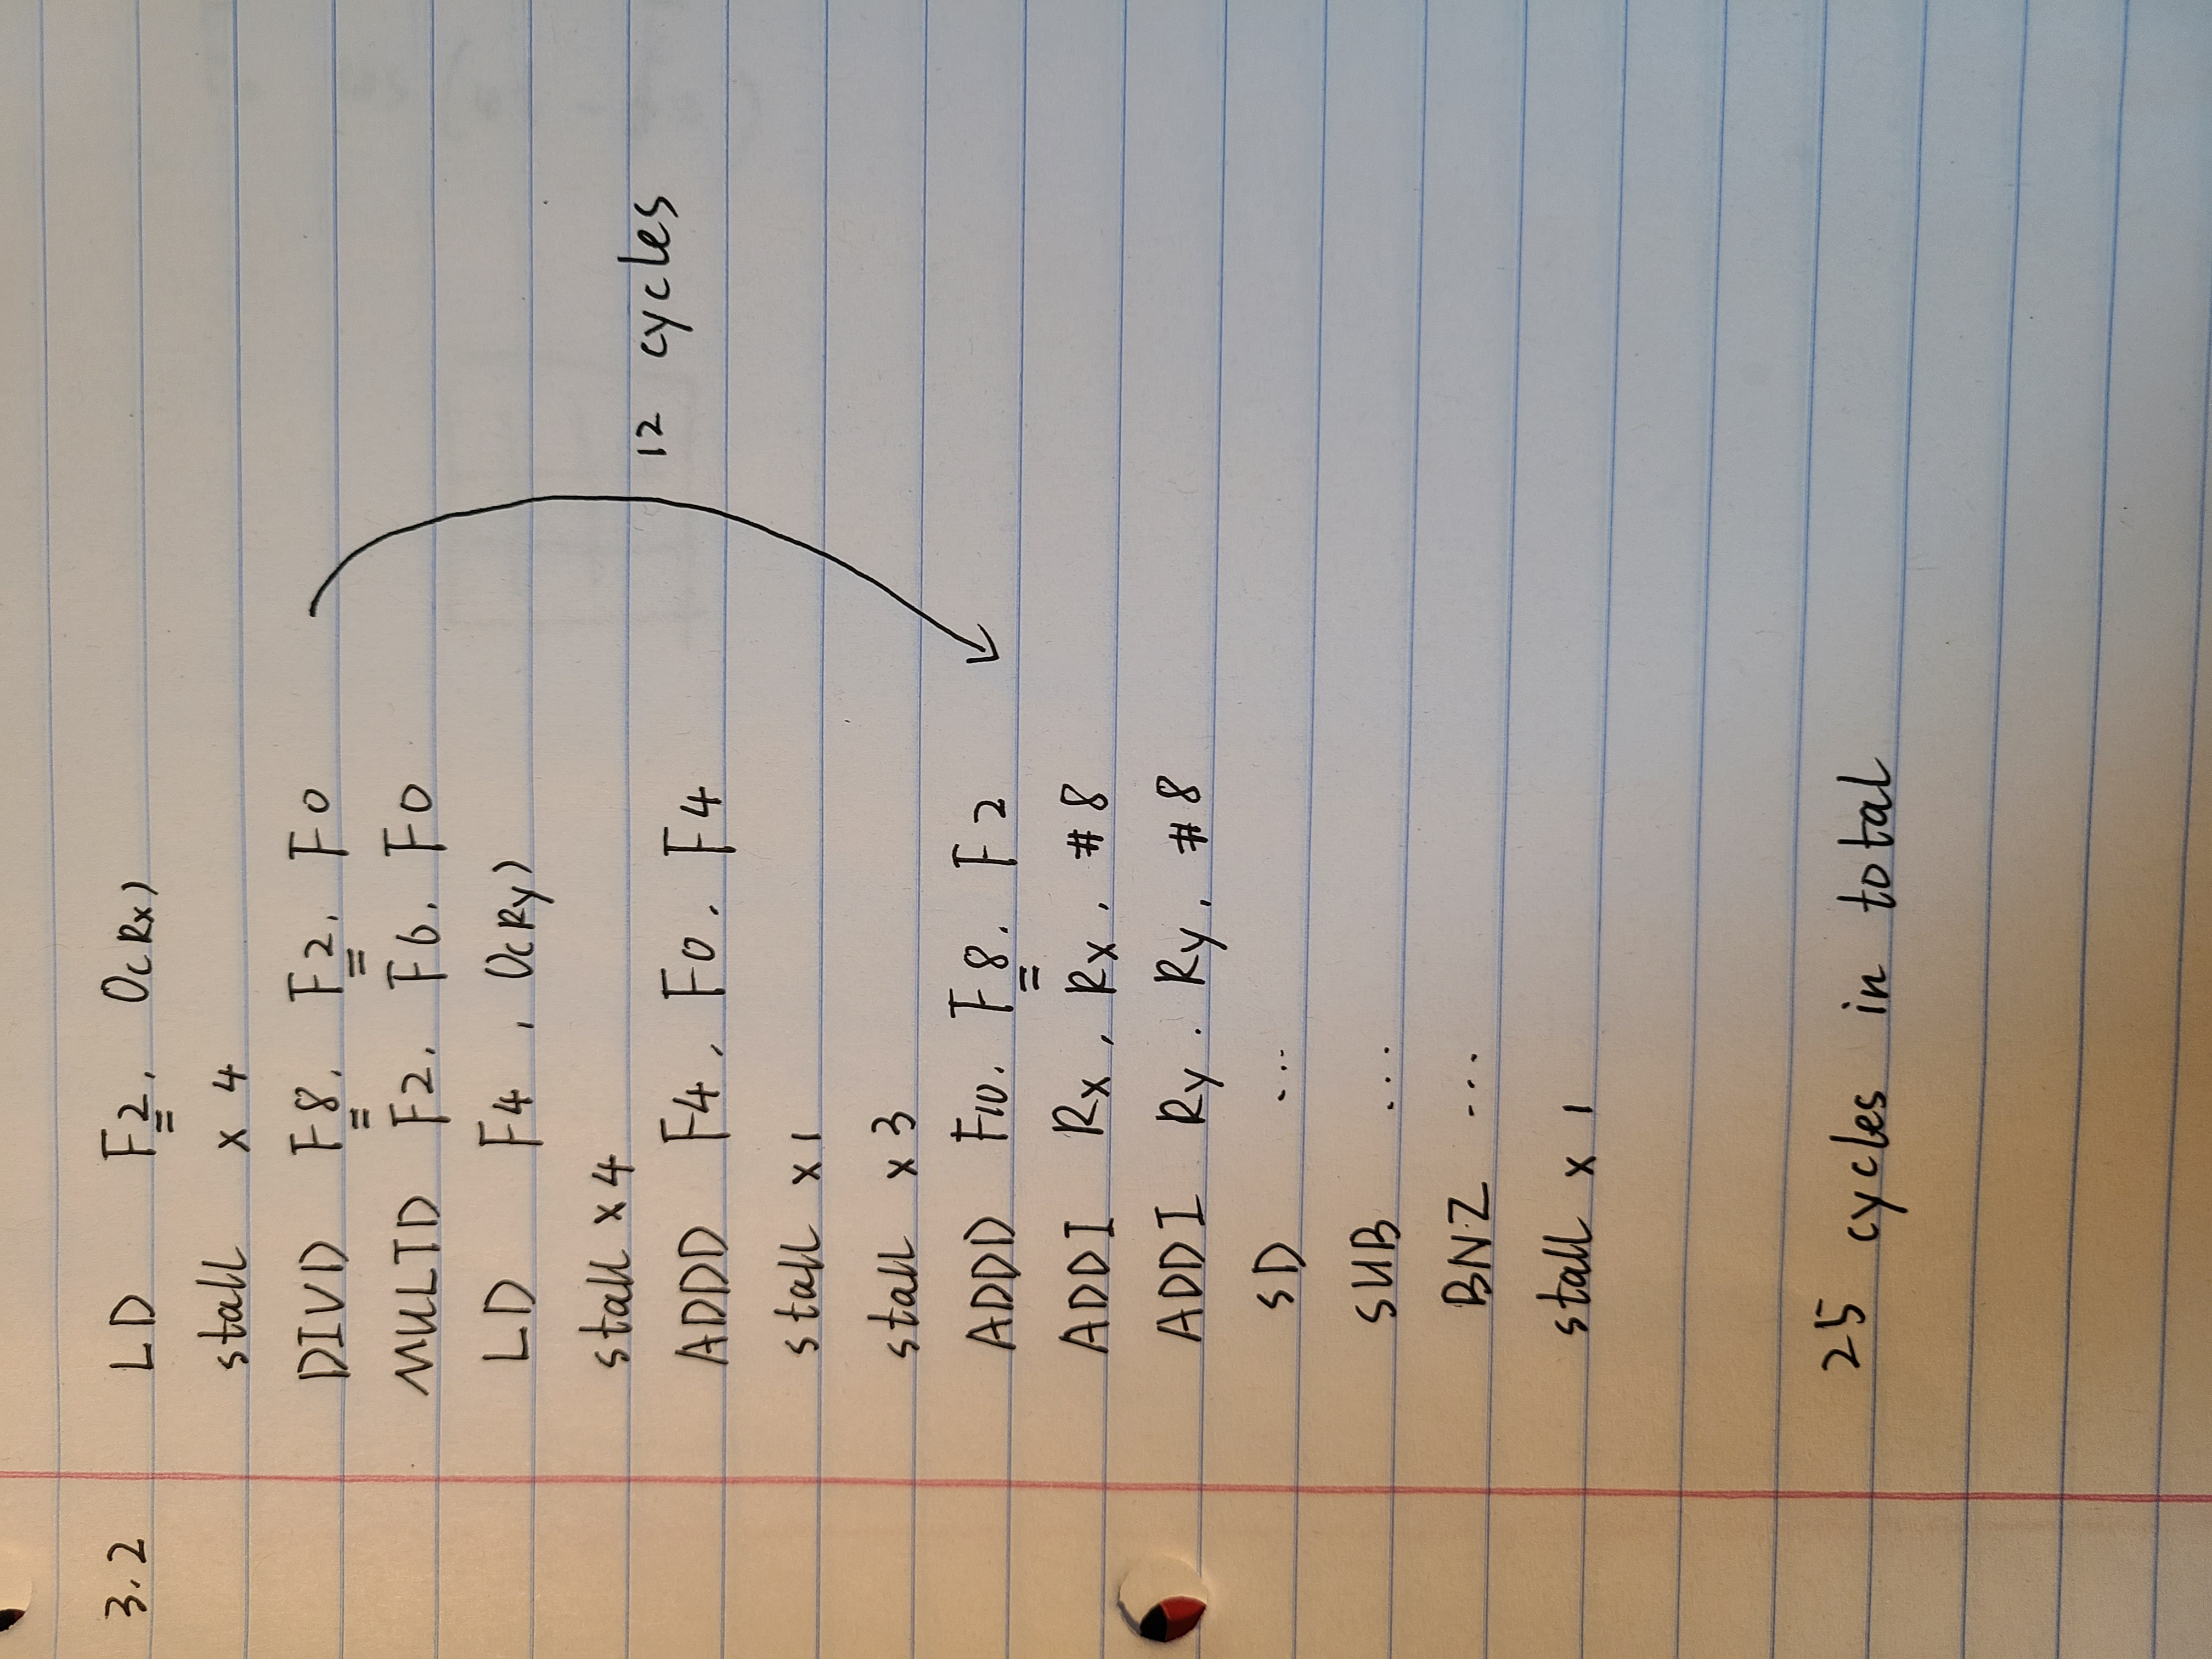 3.2 LD F2, 0(Rx)
stall x 4
DIVD F8, F2, F0
MULTD F2, F6, F0
LD F4, 0(Ry)
stall x 4
12 cycles
ADDD F4, F0, F4
stall x 1
stall x 3
ADDD F10, F8, F2
ADDI Rx, Rx, #8
ADDI Ry, Ry, #8
SD ...
SUB ...
BNZ ...
stall x 1
25 cycles in total